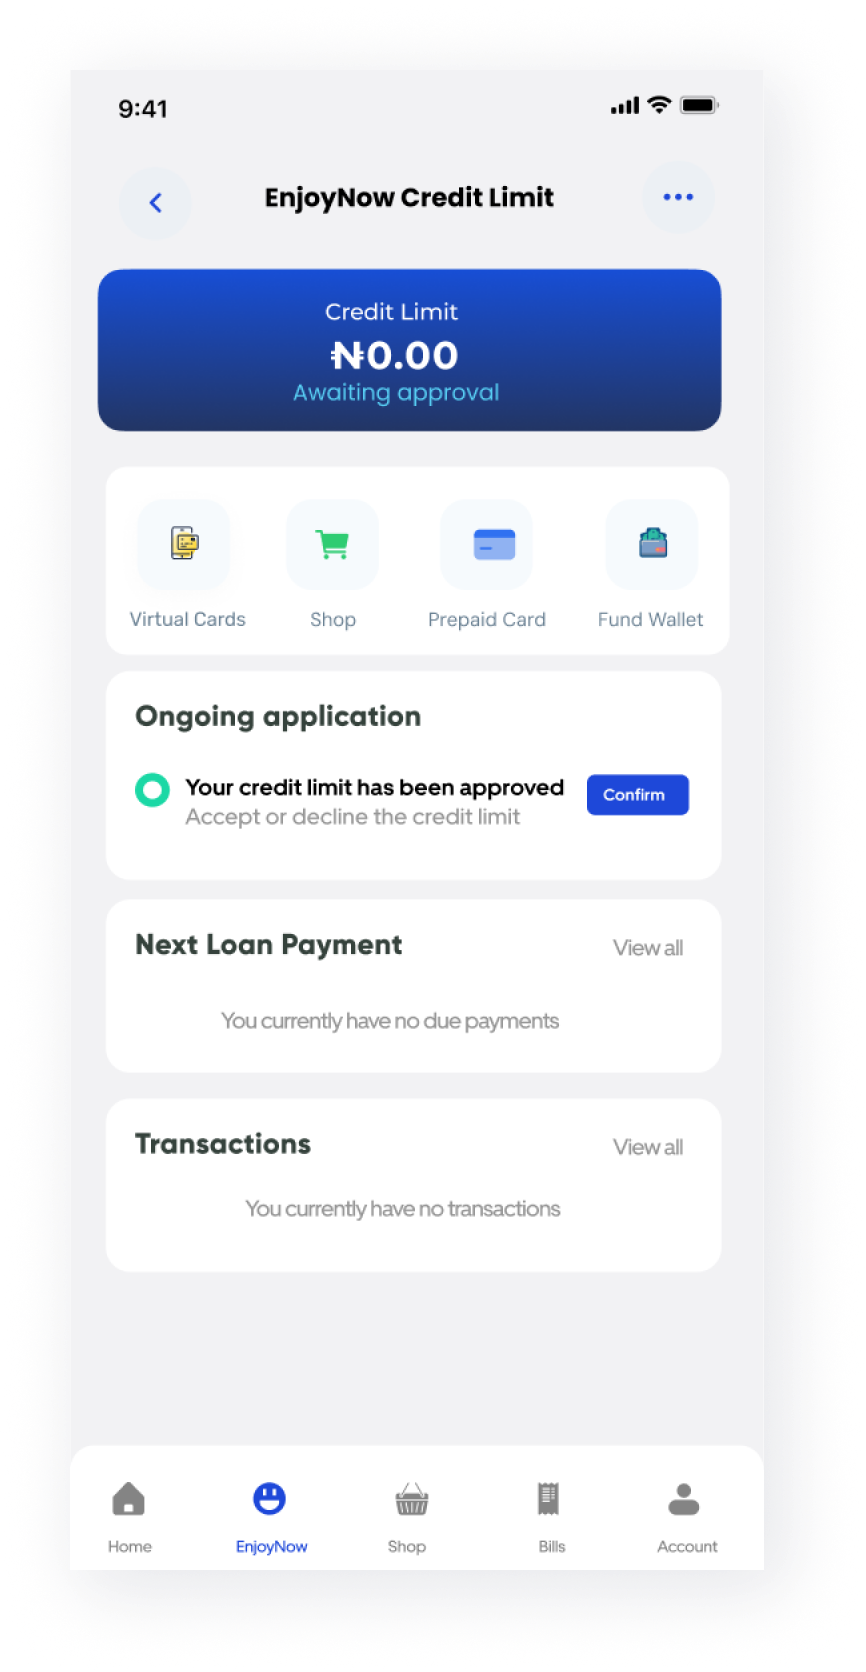 9:41
EnjoyNow Credit Limit
Credit Limit
₦0.00
Awaiting approval
Virtual Cards
Shop
Prepaid Card
Fund Wallet
Ongoing application
Your credit limit has been approved
Accept or decline the credit limit
Confirm
Next Loan Payment
View all
You currently have no due payments
Transactions
View all
You currently have no transactions
Home
EnjoyNow
Shop
Bills
Account